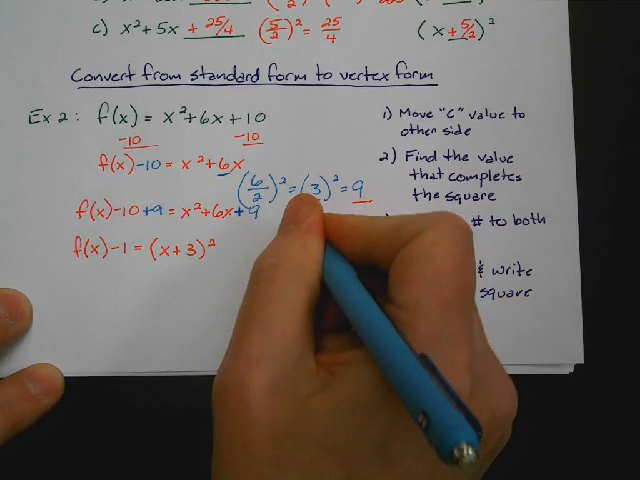 c) x² + 5x + 25/4 (5/2)² = 25/4 (x + 5/2)²
Convert from standard form to vertex form
Ex 2: f(x) = x² + 6x + 10
-10 -10
f(x) - 10 = x² + 6x
(6/2)² = (3)² = 9
f(x) - 10 + 9 = x² + 6x + 9
f(x) - 1 = (x + 3)²
1) Move "C" value to
other side
2) Find the value
that completes
the square
# to both
& write
square